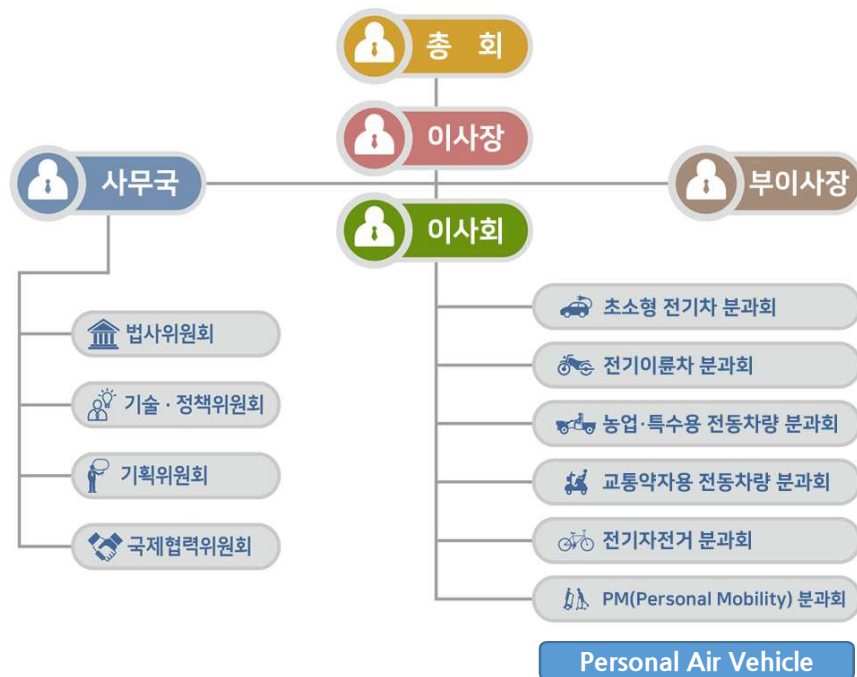 총 회
이사장
사무국
부이사장
이사회
법사위원회
기술·정책위원회
기획위원회
국제협력위원회
초소형 전기차 분과회
전기이륜차 분과회
농업·특수용 전동차량 분과회
교통약자용 전동차량 분과회
전기자전거 분과회
PM(Personal Mobility) 분과회
Personal Air Vehicle